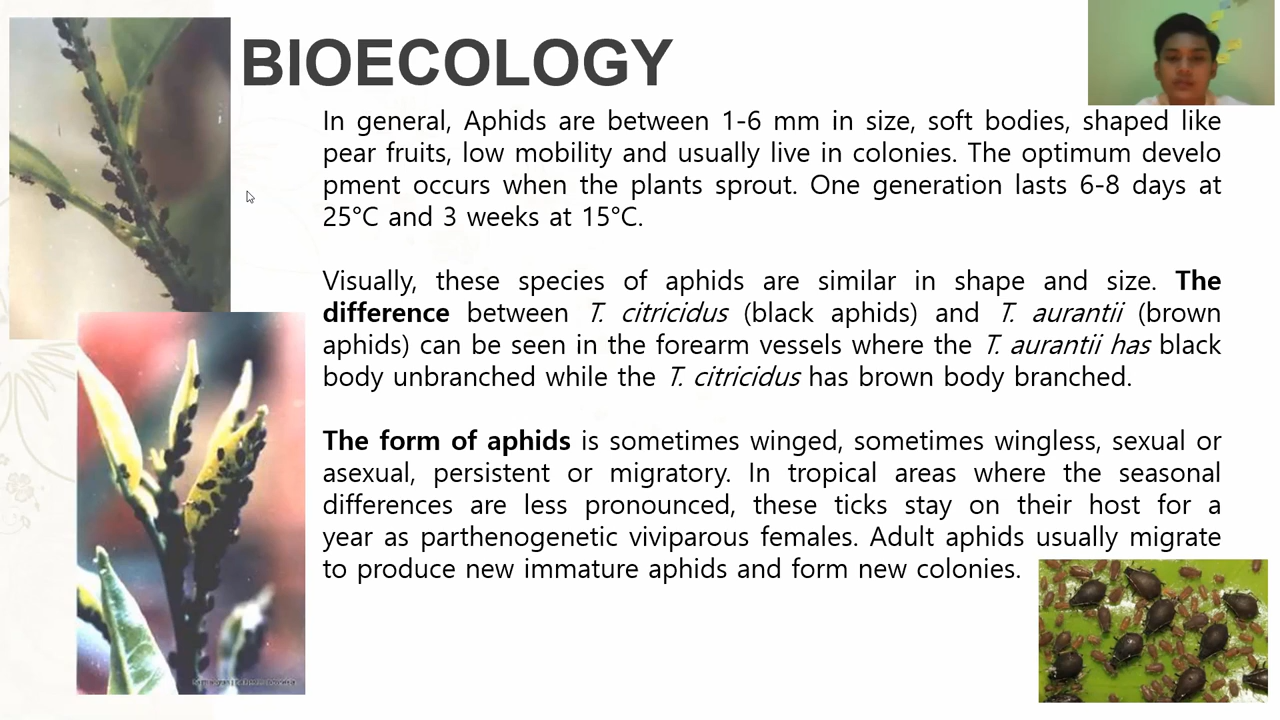 BIOECOLOGY
In general, Aphids are between 1-6 mm in size, soft bodies, shaped like
pear fruits, low mobility and usually live in colonies. The optimum develo
pment occurs when the plants sprout. One generation lasts 6-8 days at
25°C and 3 weeks at 15°C.
Visually, these species of aphids are similar in shape and size. The
difference between T. citricidus (black aphids) and T. aurantii (brown
aphids) can be seen in the forearm vessels where the T. aurantii has black
body unbranched while the T. citricidus has brown body branched.
The form of aphids is sometimes winged, sometimes wingless, sexual or
asexual, persistent or migratory. In tropical areas where the seasonal
differences are less pronounced, these ticks stay on their host for a
year as parthenogenetic viviparous females. Adult aphids usually migrate
to produce new immature aphids and form new colonies.